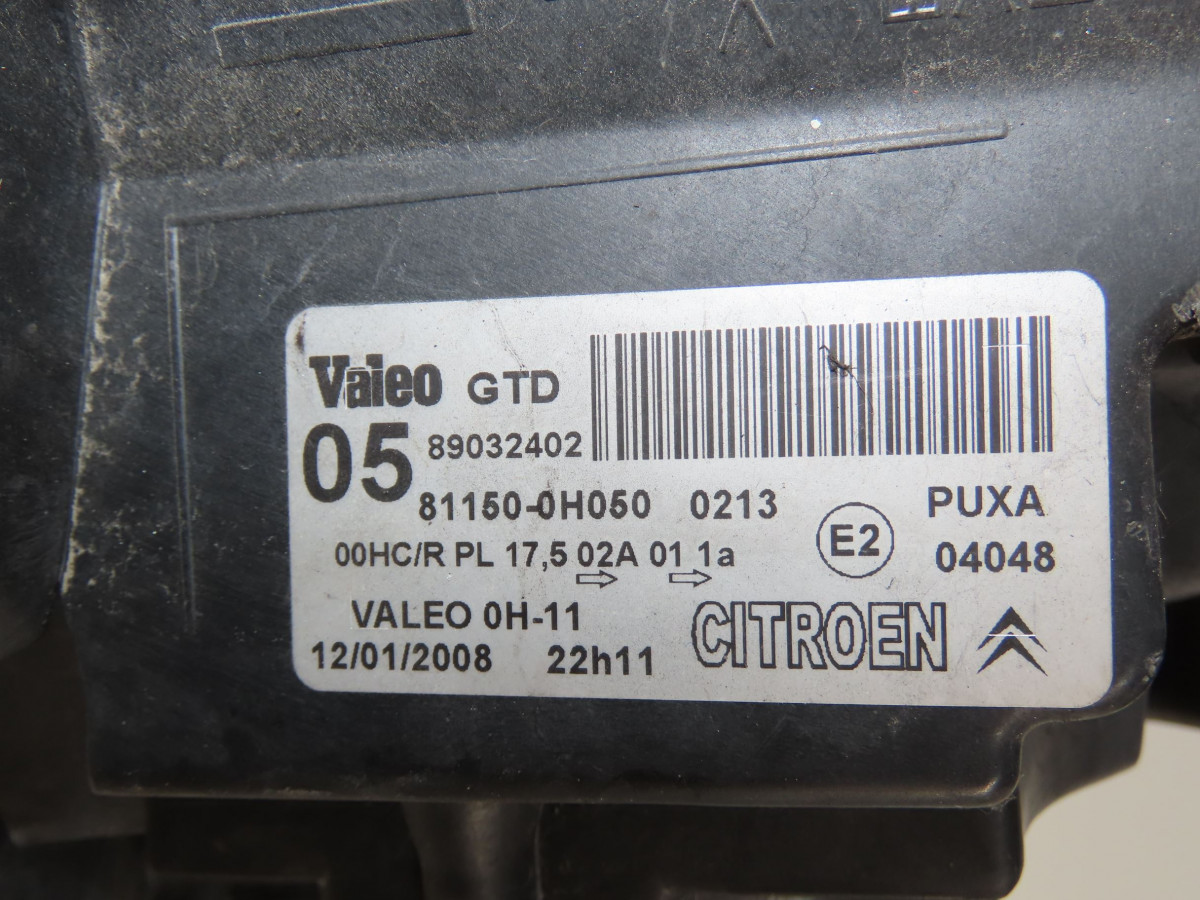 Valeo GTD
05 89032402
81150-0H050 0213 PUXA
00HC/R PL 17,5 02A 01 1a E2 04048
VALEO 0H-11 CITROEN
12/01/2008 22h11